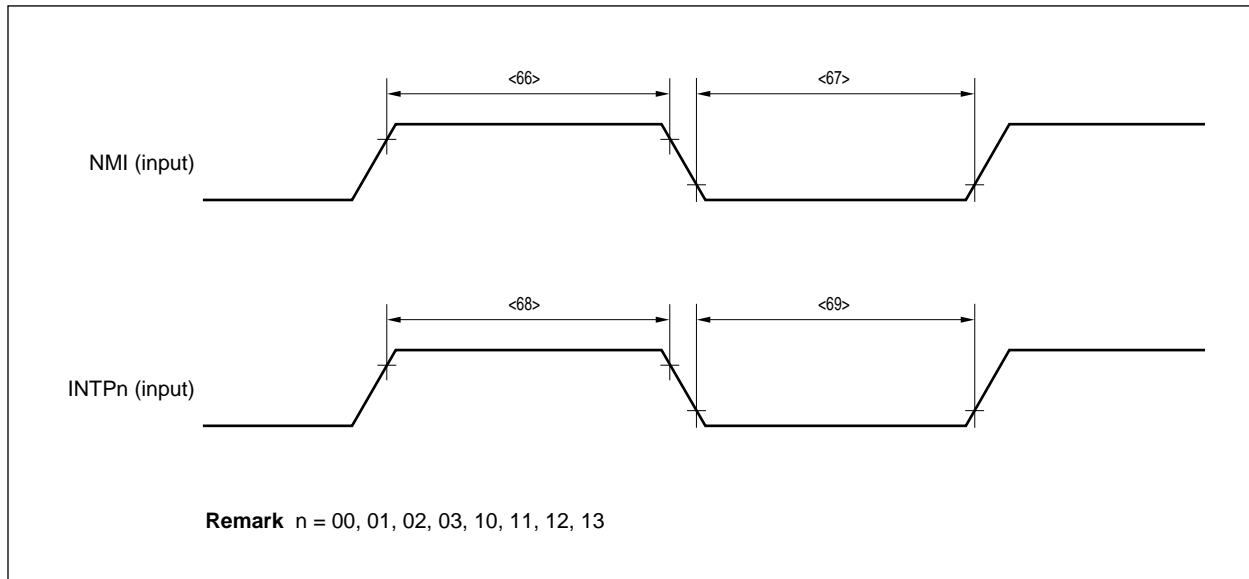 <66> <67>
NMI (input)
<68> <69>
INTPn (input)
Remark n = 00, 01, 02, 03, 10, 11, 12, 13